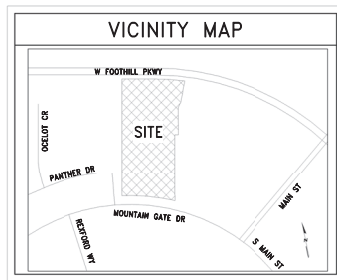 VICINITY MAP
W FOOTHILL PKWY
OCELOT CR
SITE
PANTHER DR
MAIN ST
MOUNTAIN GATE DR
REXFORD WY
S MAIN ST